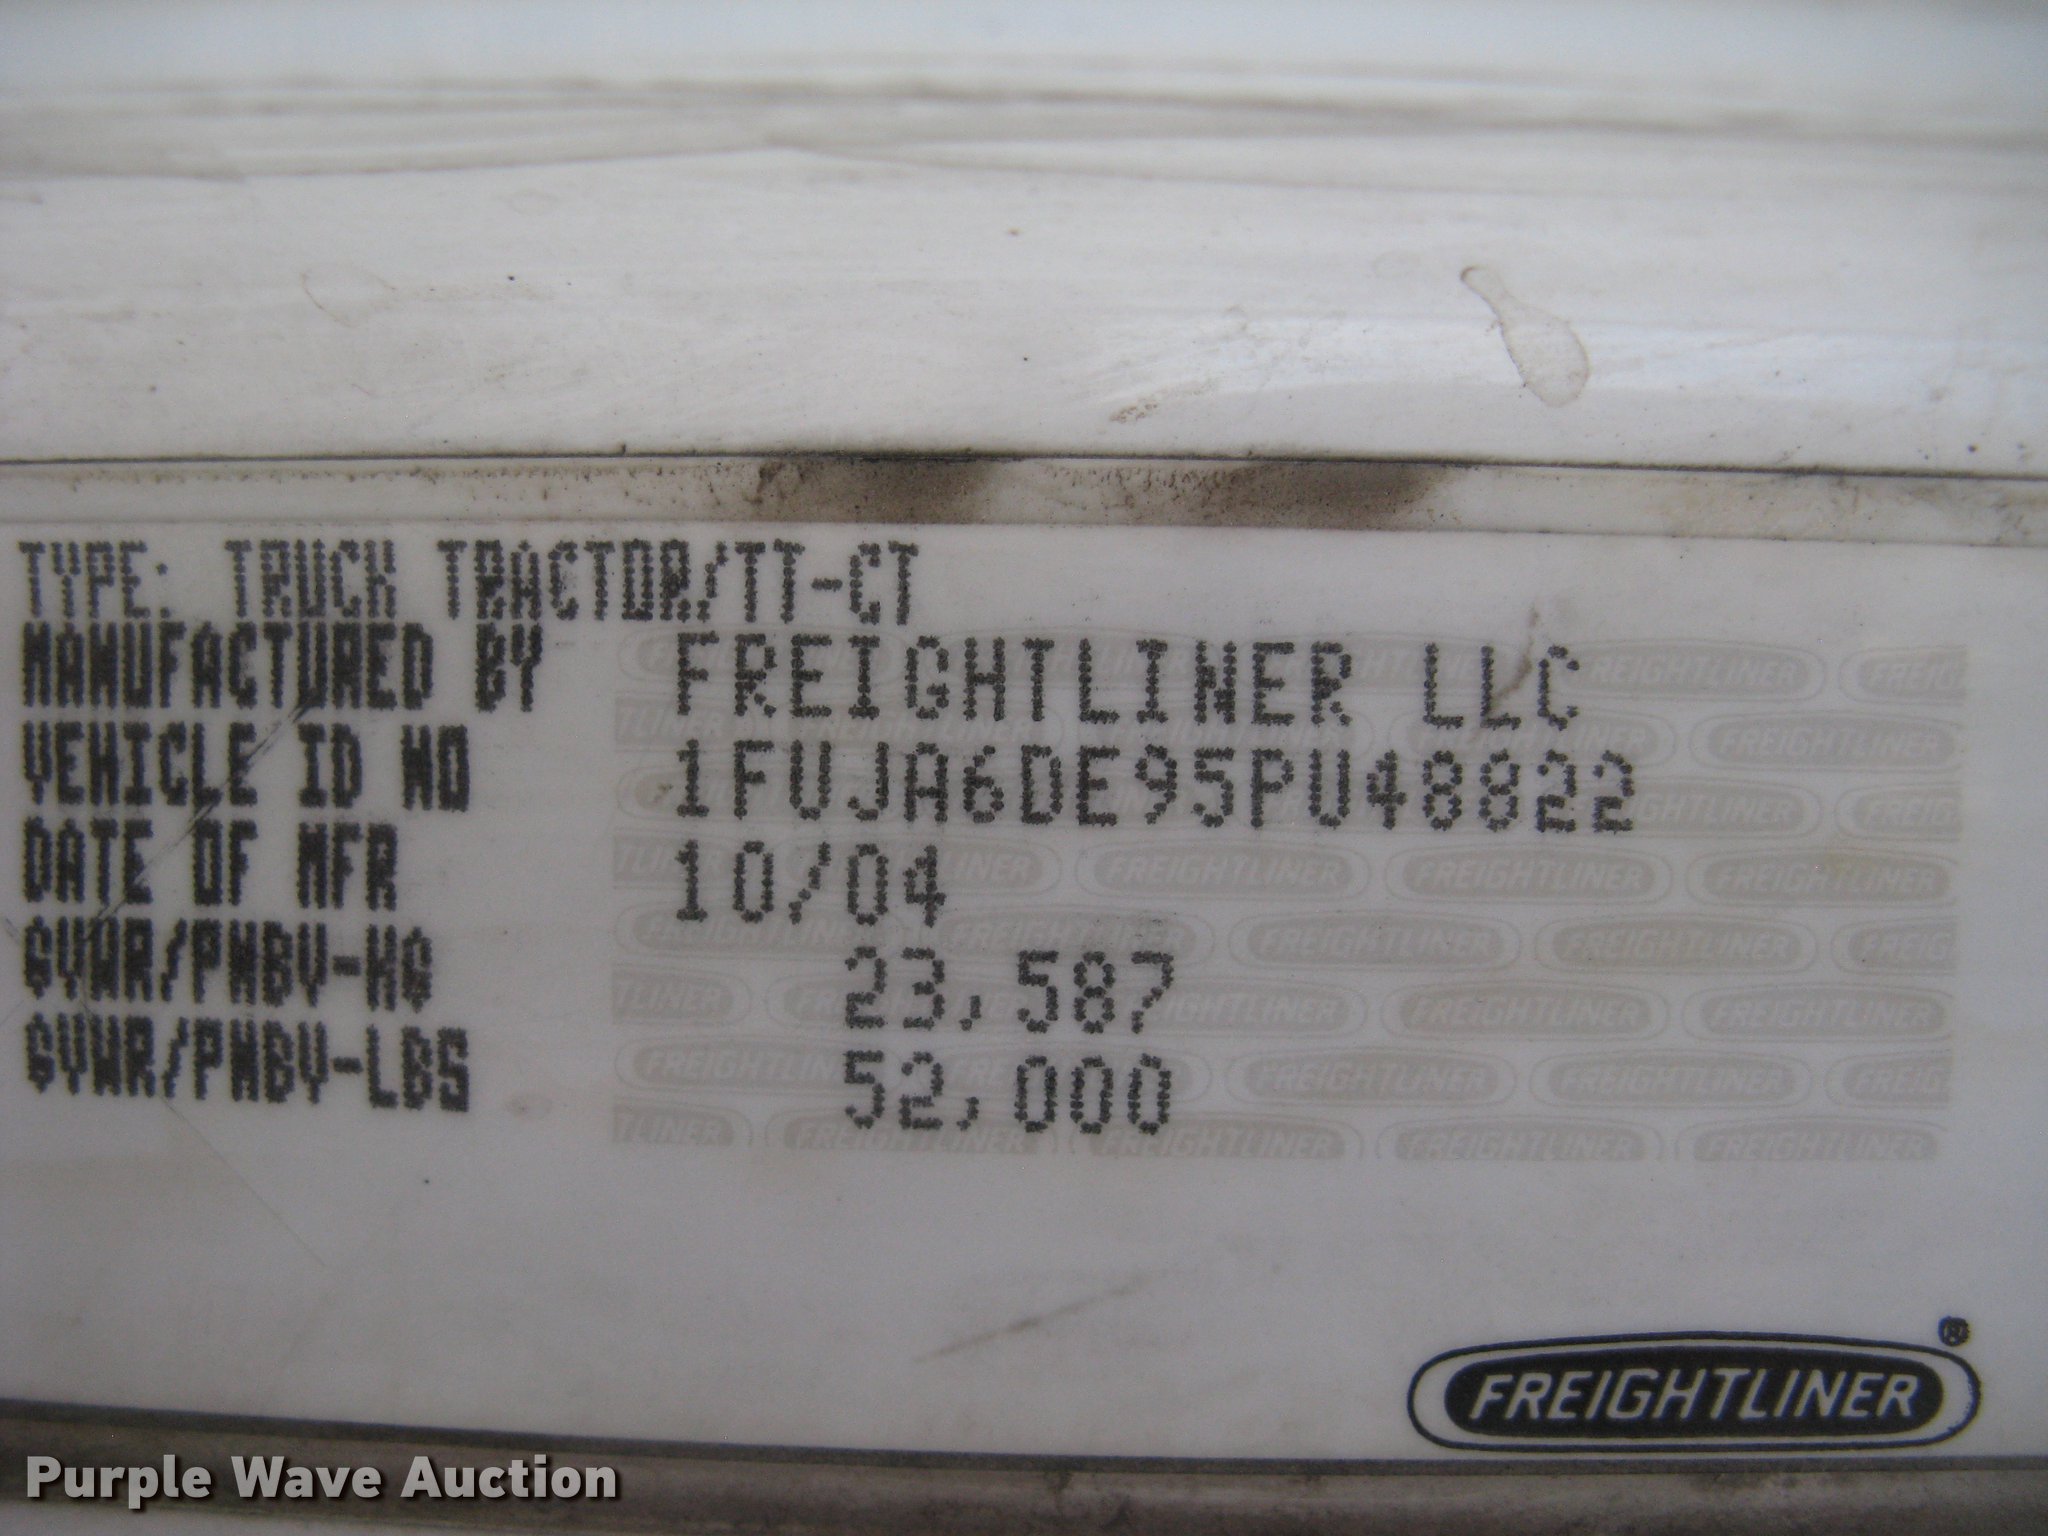 TYPE: TRUCK TRACTOR/TT-CT
MANUFACTURED BY FREIGHTLINER LLC
VEHICLE ID NO 1FUJA6DE95PU48822
DATE OF MFR 10/04
GVWR/PNBV-KG 23,587
GVWR/PNBV-LBS 52,000
FREIGHTLINER®
Purple Wave Auction